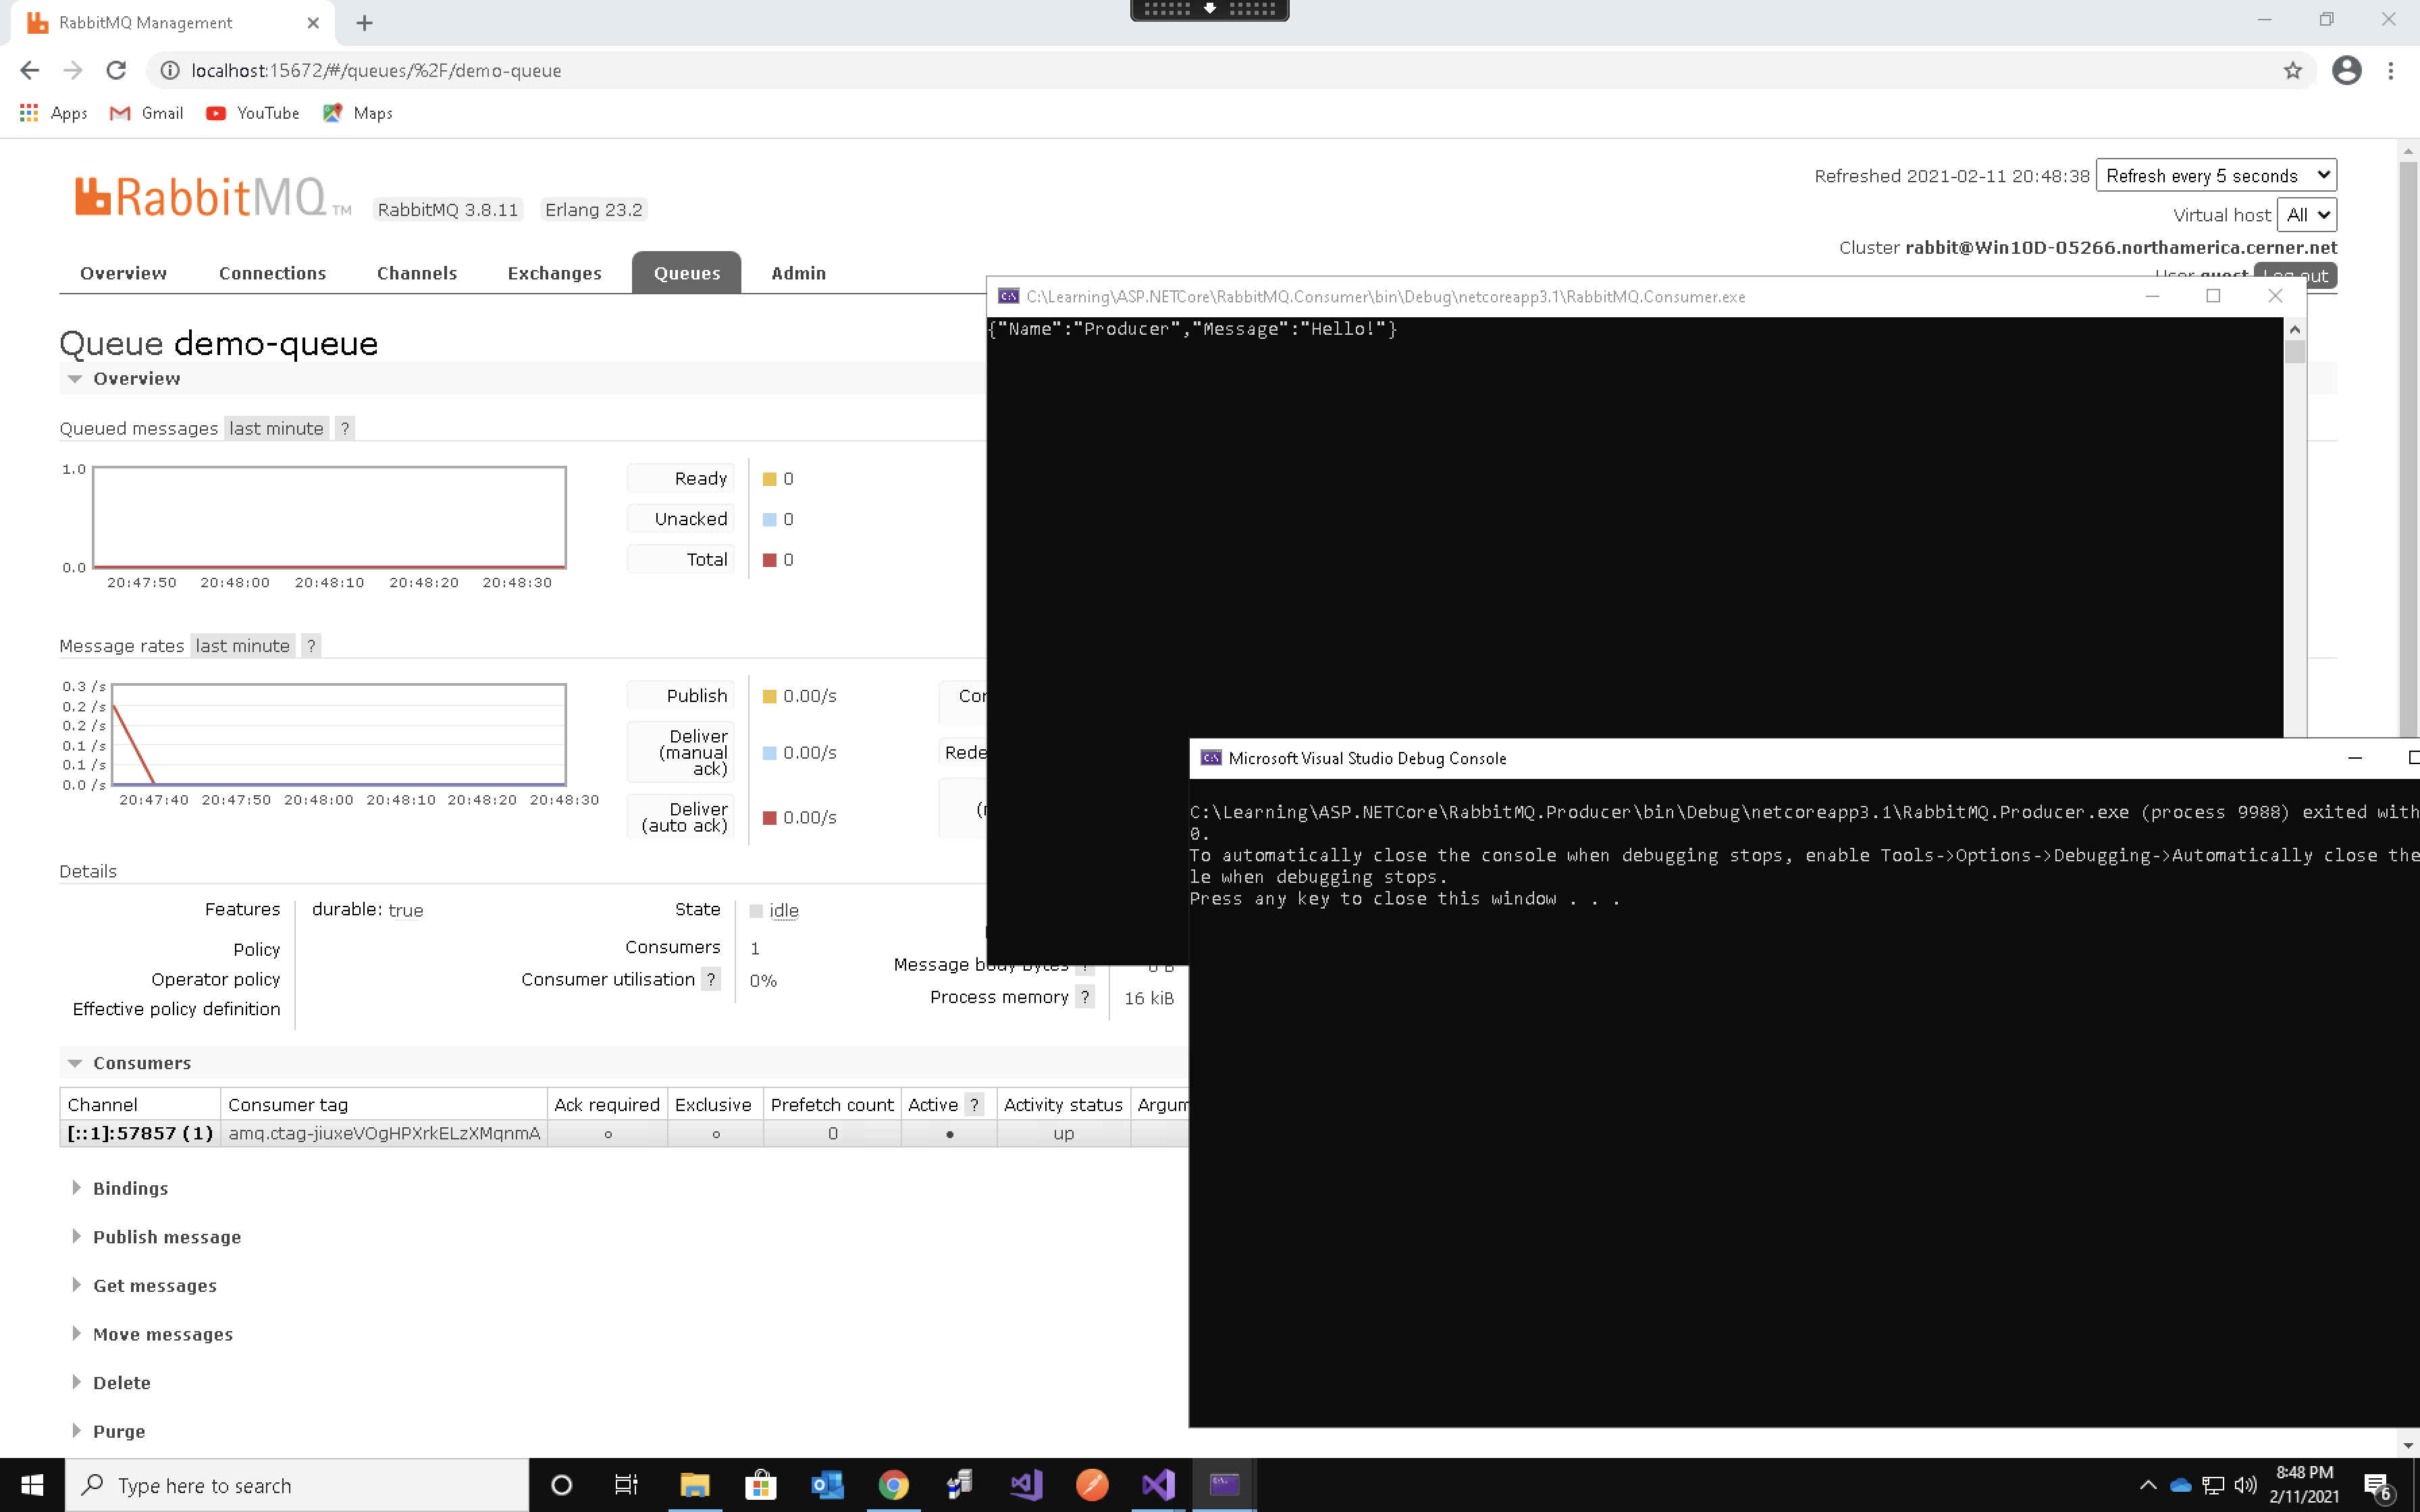 RabbitMQ Management
localhost:15672/#/queues/%2F/demo-queue
Apps Gmail YouTube Maps
RabbitMQ TM RabbitMQ 3.8.11 Erlang 23.2
Refreshed 2021-02-11 20:48:38 Refresh every 5 seconds
Virtual host All
Cluster rabbit@Win10D-05266.northamerica.cerner.net
User guest Log out
Overview Connections Channels Exchanges Queues Admin
C:\Learning\ASP.NETCore\RabbitMQ.Consumer\bin\Debug\netcoreapp3.1\RabbitMQ.Consumer.exe
{"Name":"Producer","Message":"Hello!"}
Queue demo-queue
Overview
Queued messages last minute ?
1.0
0.0
20:47:50 20:48:00 20:48:10 20:48:20 20:48:30
Ready 0
Unacked 0
Total 0
Message rates last minute ?
0.3 /s
0.2 /s
0.2 /s
0.1 /s
0.1 /s
0.0 /s
20:47:40 20:47:50 20:48:00 20:48:10 20:48:20 20:48:30
Publish 0.00/s
Deliver
(manual 0.00/s
ack)
Deliver
(auto ack) 0.00/s
Con
Rede
Microsoft Visual Studio Debug Console
C:\Learning\ASP.NETCore\RabbitMQ.Producer\bin\Debug\netcoreapp3.1\RabbitMQ.Producer.exe (process 9988) exited with
0.
To automatically close the console when debugging stops, enable Tools->Options->Debugging->Automatically close the
le when debugging stops.
Press any key to close this window . . .
Details
Features durable: true
Policy
Operator policy
Effective policy definition
State idle
Consumers 1
Consumer utilisation ? 0%
Message body bytes ? 0 B
Process memory ? 16 kiB
Consumers
Channel Consumer tag Ack required Exclusive Prefetch count Active ? Activity status Argum
[::1]:57857 (1) amq.ctag-jiuxeVOgHPXrkELzXMqnmA ○ ○ 0 ● up
Bindings
Publish message
Get messages
Move messages
Delete
Purge
Type here to search
8:48 PM
2/11/2021
6